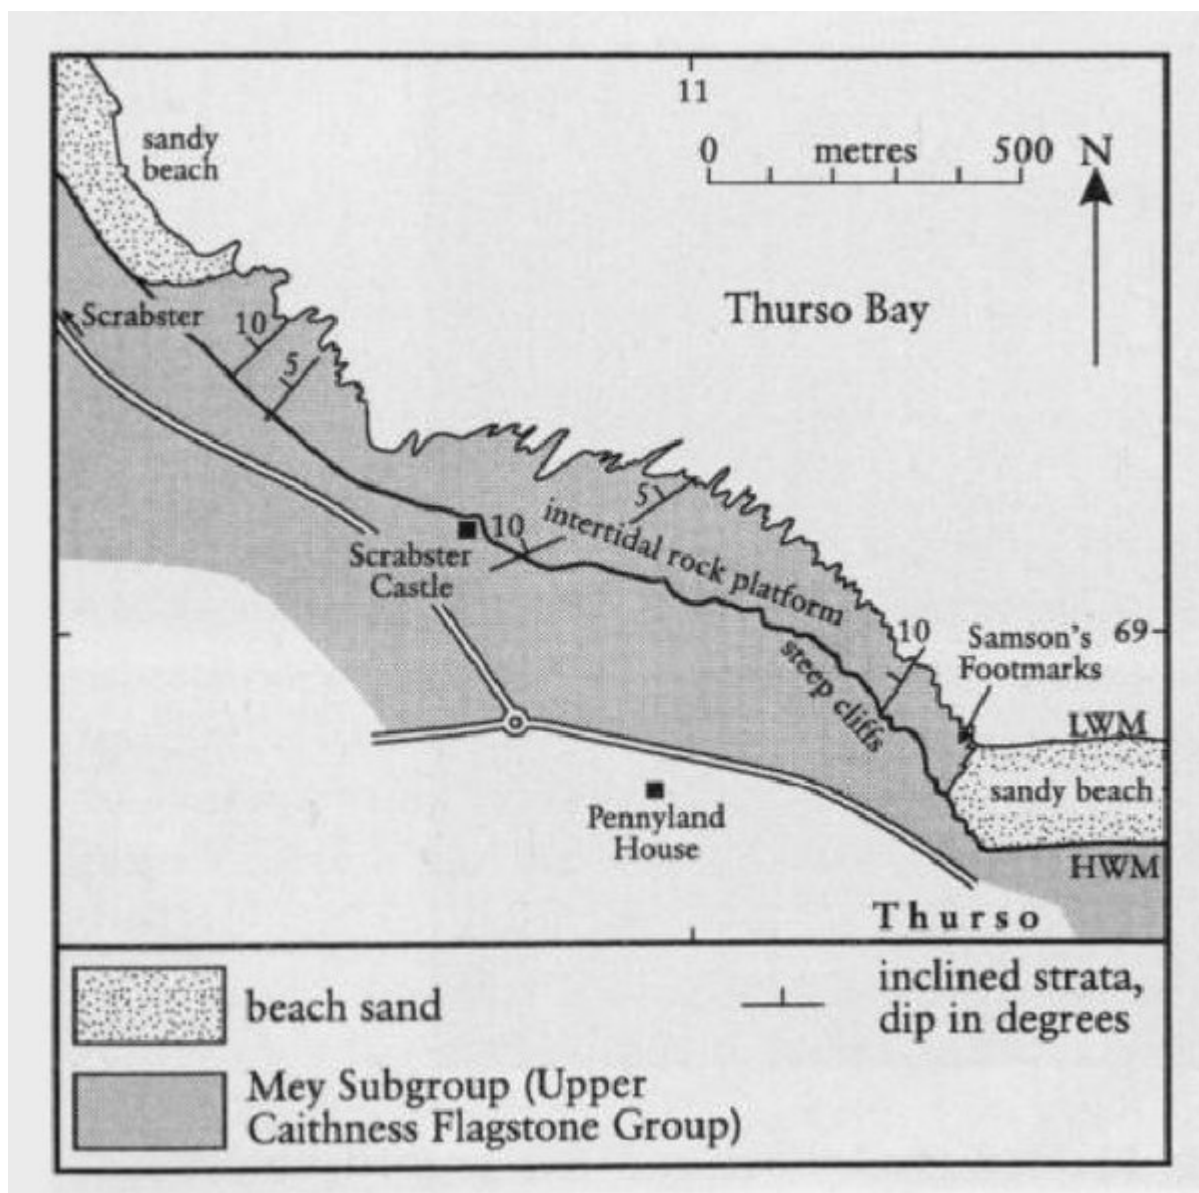 11
0 metres 500 N
sandy
beach
Thurso Bay
Scrabster 10
5
5
10 intertidal rock platform
Scrabster
Castle
steep cliffs
10
Samson's
Footmarks
69
LWM
sandy beach
HWM
Pennyland
House
Thurso
beach sand
inclined strata,
dip in degrees
Mey Subgroup (Upper
Caithness Flagstone Group)